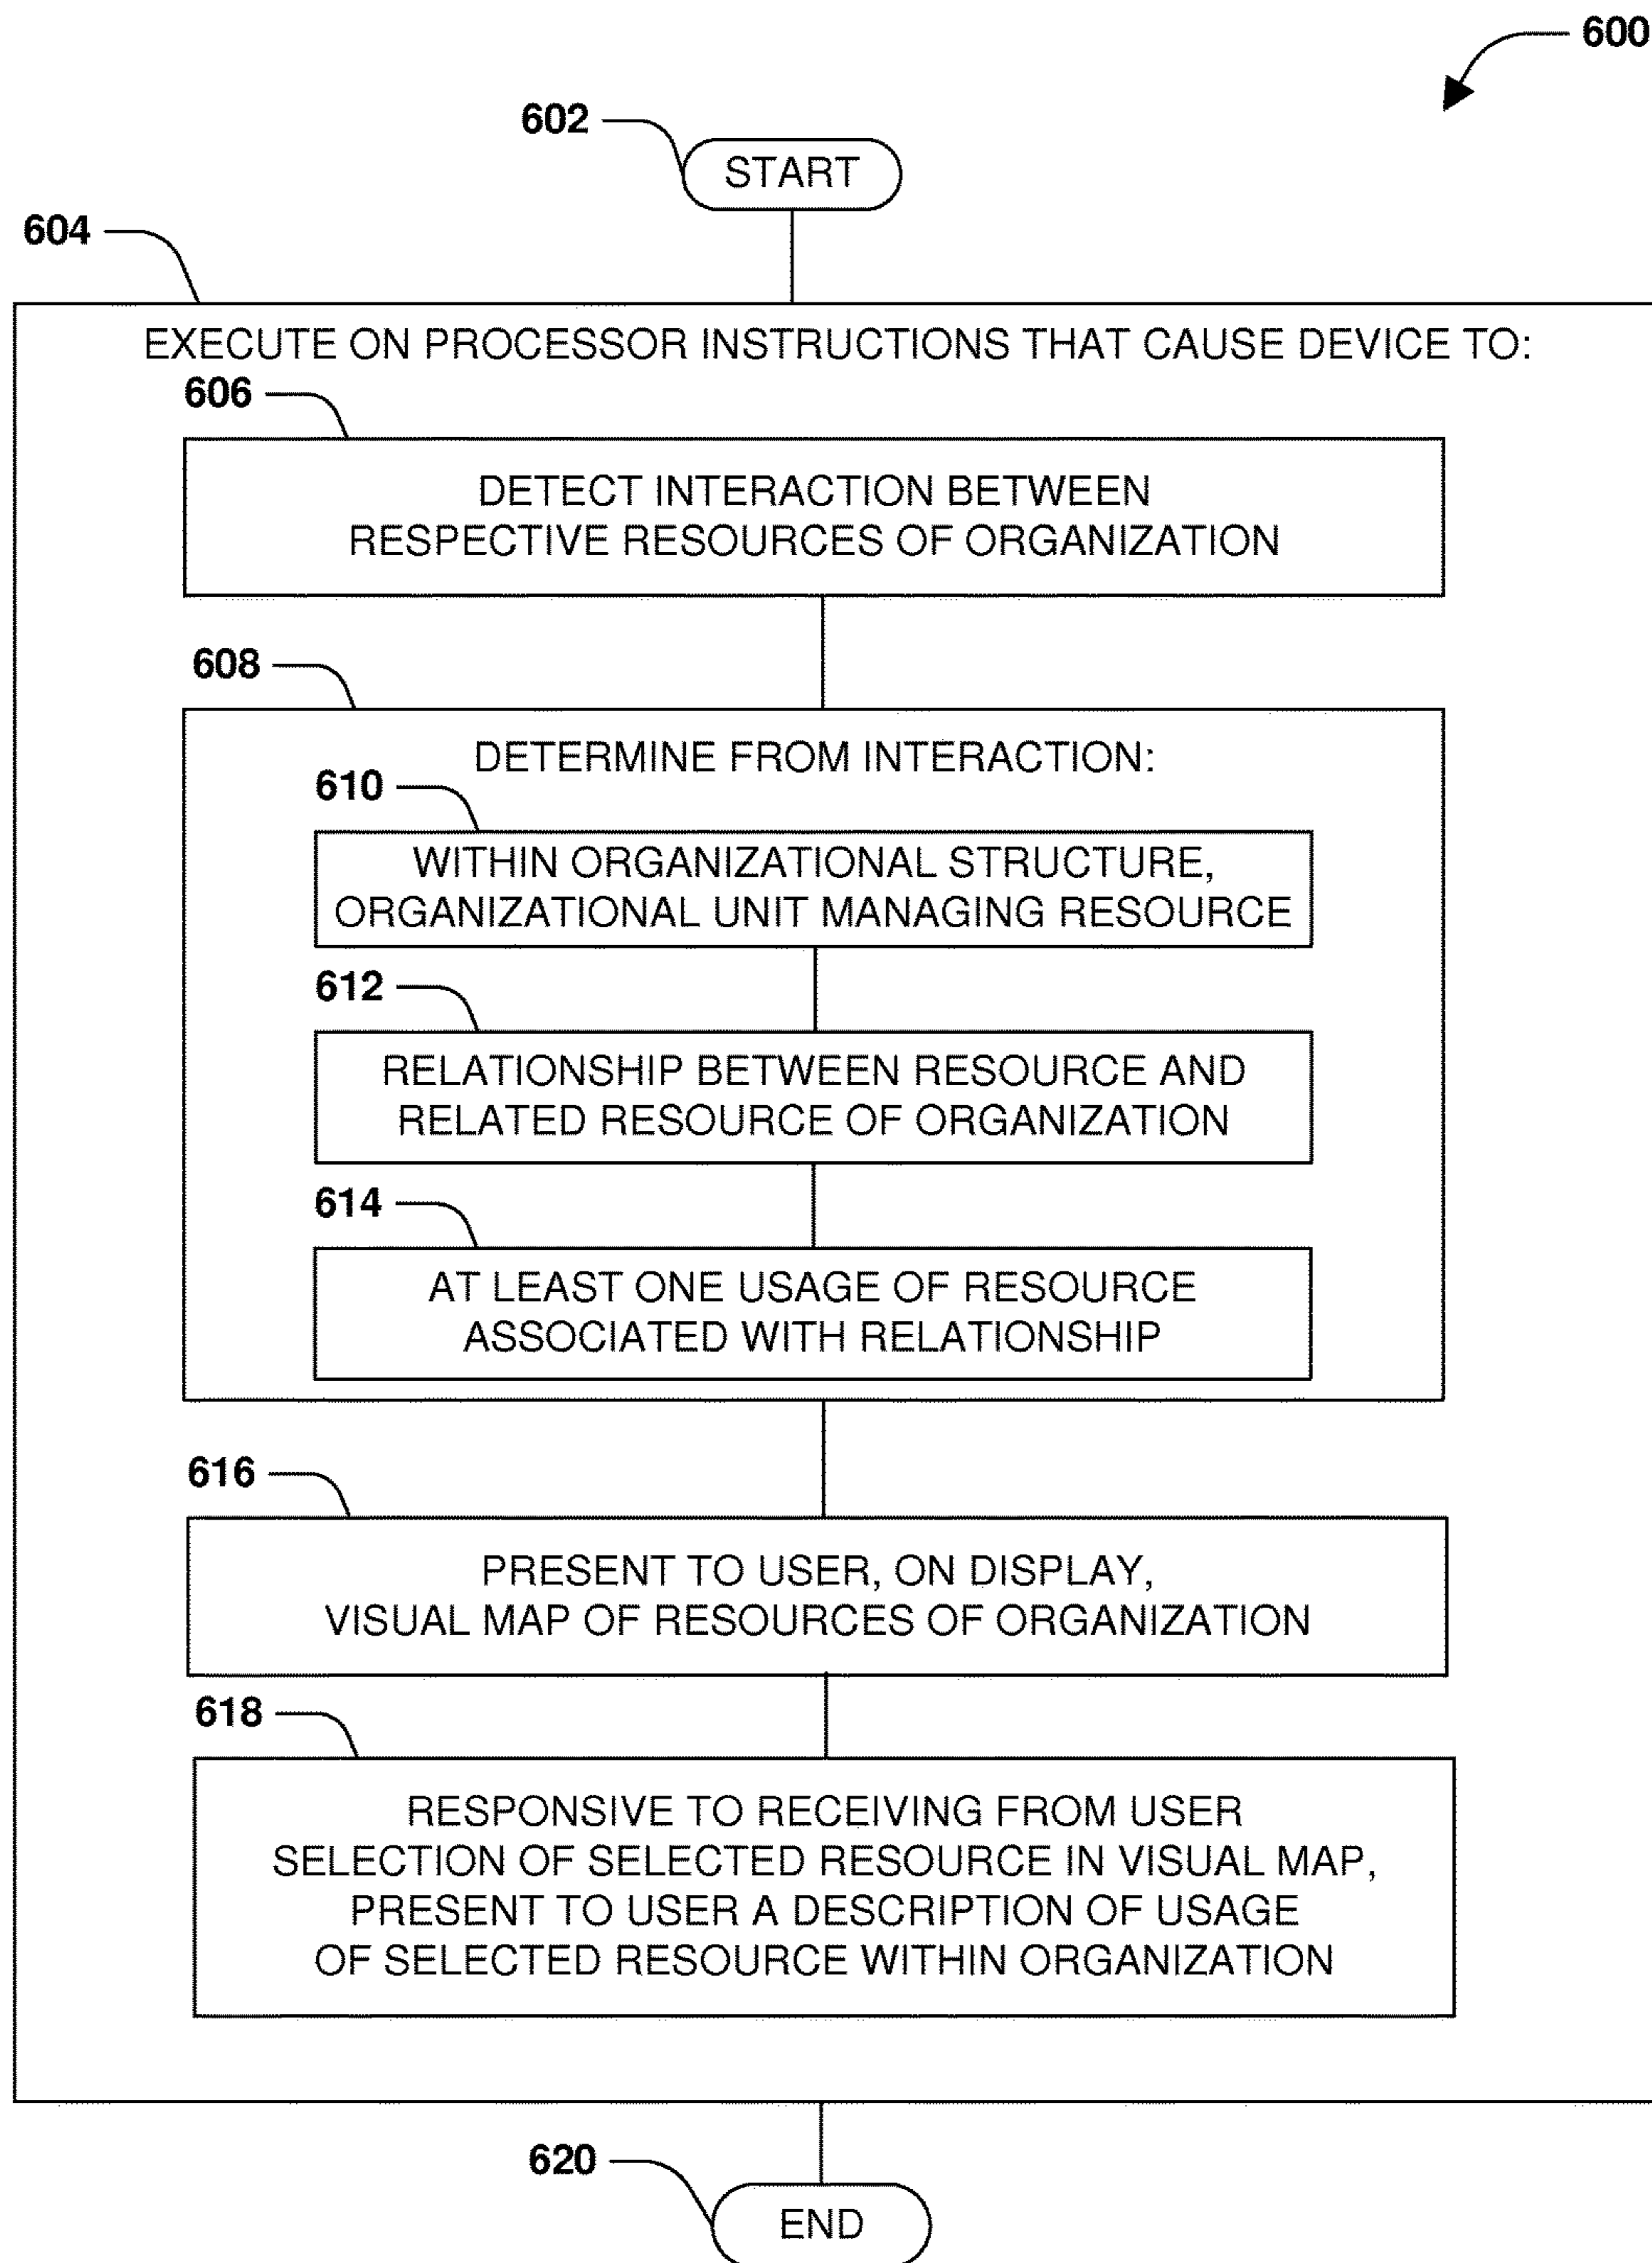 600
602
START
604
EXECUTE ON PROCESSOR INSTRUCTIONS THAT CAUSE DEVICE TO:
606
DETECT INTERACTION BETWEEN
RESPECTIVE RESOURCES OF ORGANIZATION
608
DETERMINE FROM INTERACTION:
610
WITHIN ORGANIZATIONAL STRUCTURE,
ORGANIZATIONAL UNIT MANAGING RESOURCE
612
RELATIONSHIP BETWEEN RESOURCE AND
RELATED RESOURCE OF ORGANIZATION
614
AT LEAST ONE USAGE OF RESOURCE
ASSOCIATED WITH RELATIONSHIP
616
PRESENT TO USER, ON DISPLAY,
VISUAL MAP OF RESOURCES OF ORGANIZATION
618
RESPONSIVE TO RECEIVING FROM USER
SELECTION OF SELECTED RESOURCE IN VISUAL MAP,
PRESENT TO USER A DESCRIPTION OF USAGE
OF SELECTED RESOURCE WITHIN ORGANIZATION
620
END